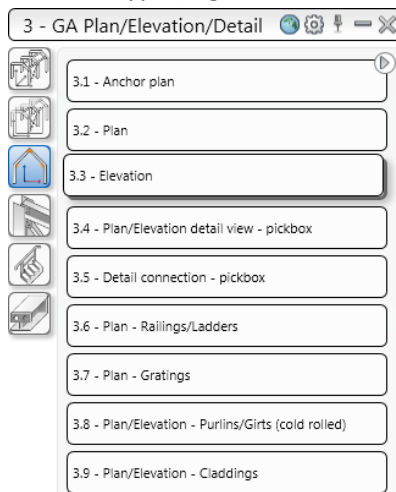 3 - GA Plan/Elevation/Detail
3.1 - Anchor plan
3.2 - Plan
3.3 - Elevation
3.4 - Plan/Elevation detail view - pickbox
3.5 - Detail connection - pickbox
3.6 - Plan - Railings/Ladders
3.7 - Plan - Gratings
3.8 - Plan/Elevation - Purlins/Girts (cold rolled)
3.9 - Plan/Elevation - Claddings